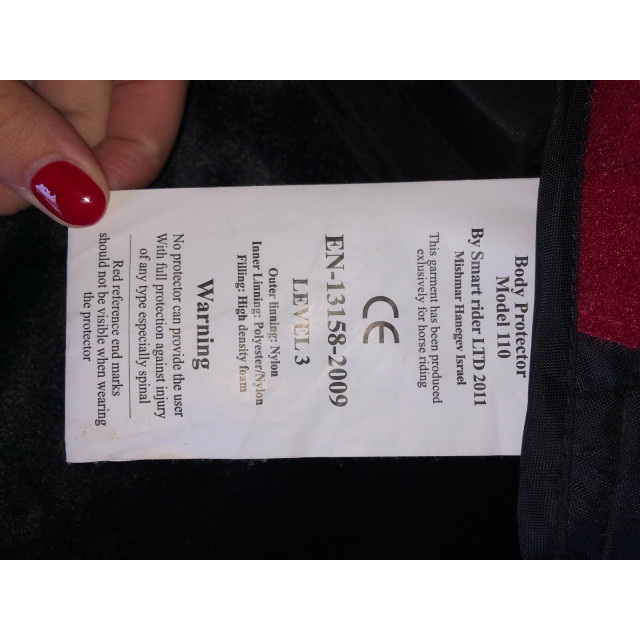 Body Protector
Model 110
By Smart rider LTD 2011
Mishmar Hanegev Israel
This garment has been produced
exlusively for horse riding
CE
EN-13158-2009
LEVEL 3
Outer linning: Nylon
Inner Linning: Polyester/Nylon
Filling: High density foam
Warning
No protector can provide the user
With full protection against injury
of any type especially spinal
Red reference end marks
should not be visible when wearing
the protector